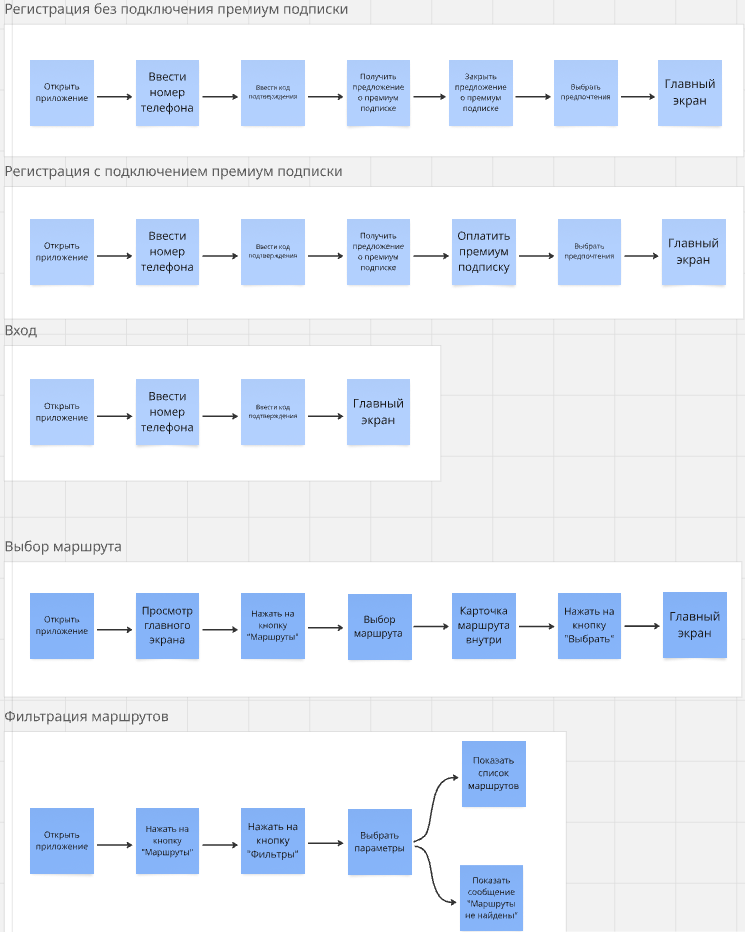 Регистрация без подключения премиум подписки
Открыть
приложение
Ввести
номер
телефона
Ввести код
подтверждения
Получить
предложение
о премиум
подписке
Закрыть
предложение
о премиум
подписке
Выбрать
предпочтения
Главный
экран
Регистрация с подключением премиум подписки
Открыть
приложение
Ввести
номер
телефона
Ввести код
подтверждения
Получить
предложение
о премиум
подписке
Оплатить
премиум
подписку
Выбрать
предпочтения
Главный
экран
Вход
Открыть
приложение
Ввести
номер
телефона
Ввести код
подтверждения
Главный
экран
Выбор маршрута
Открыть
приложение
Просмотр
главного
экрана
Нажать на
кнопку
"Маршруты"
Выбор
маршрута
Карточка
маршрута
внутри
Нажать на
кнопку
"Выбрать"
Главный
экран
Фильтрация маршрутов
Открыть
приложение
Нажать на
кнопку
"Маршруты"
Нажать на
кнопку
"Фильтры"
Выбрать
параметры
Показать
список
маршрутов
Показать
сообщение
"Маршруты
не найдены"